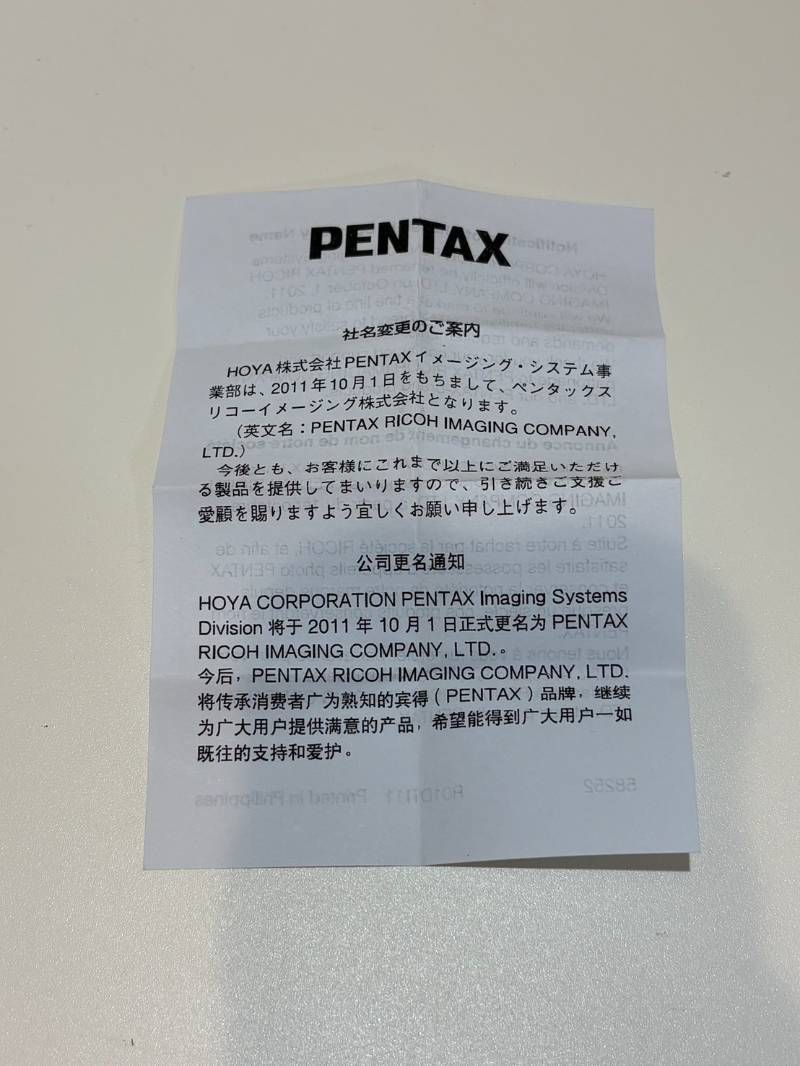 PENTAX
社名変更のご案内
HOYA株式会社PENTAXイメージング・システム事
業部は、2011年10月1日をもちまして、ペンタックス
リコーイメージング株式会社となります。
（英文名：PENTAX RICOH IMAGING COMPANY,
LTD.）
今後とも、お客様にこれまで以上にご満足いただけ
る製品を提供してまいりますので、引き続きご支援ご
愛顧を賜りますよう宜しくお願い申し上げます。
公司更名通知
HOYA CORPORATION PENTAX Imaging Systems
Division 将于 2011 年 10 月 1 日正式更名为 PENTAX
RICOH IMAGING COMPANY, LTD.。
今后，PENTAX RICOH IMAGING COMPANY, LTD.
将传承消费者广为熟知的宾得（PENTAX）品牌，继续
为广大用户提供满意的产品，希望能得到广大用户一如
既往的支持和爱护。
58252 R01DTI11 Printed in Philippines